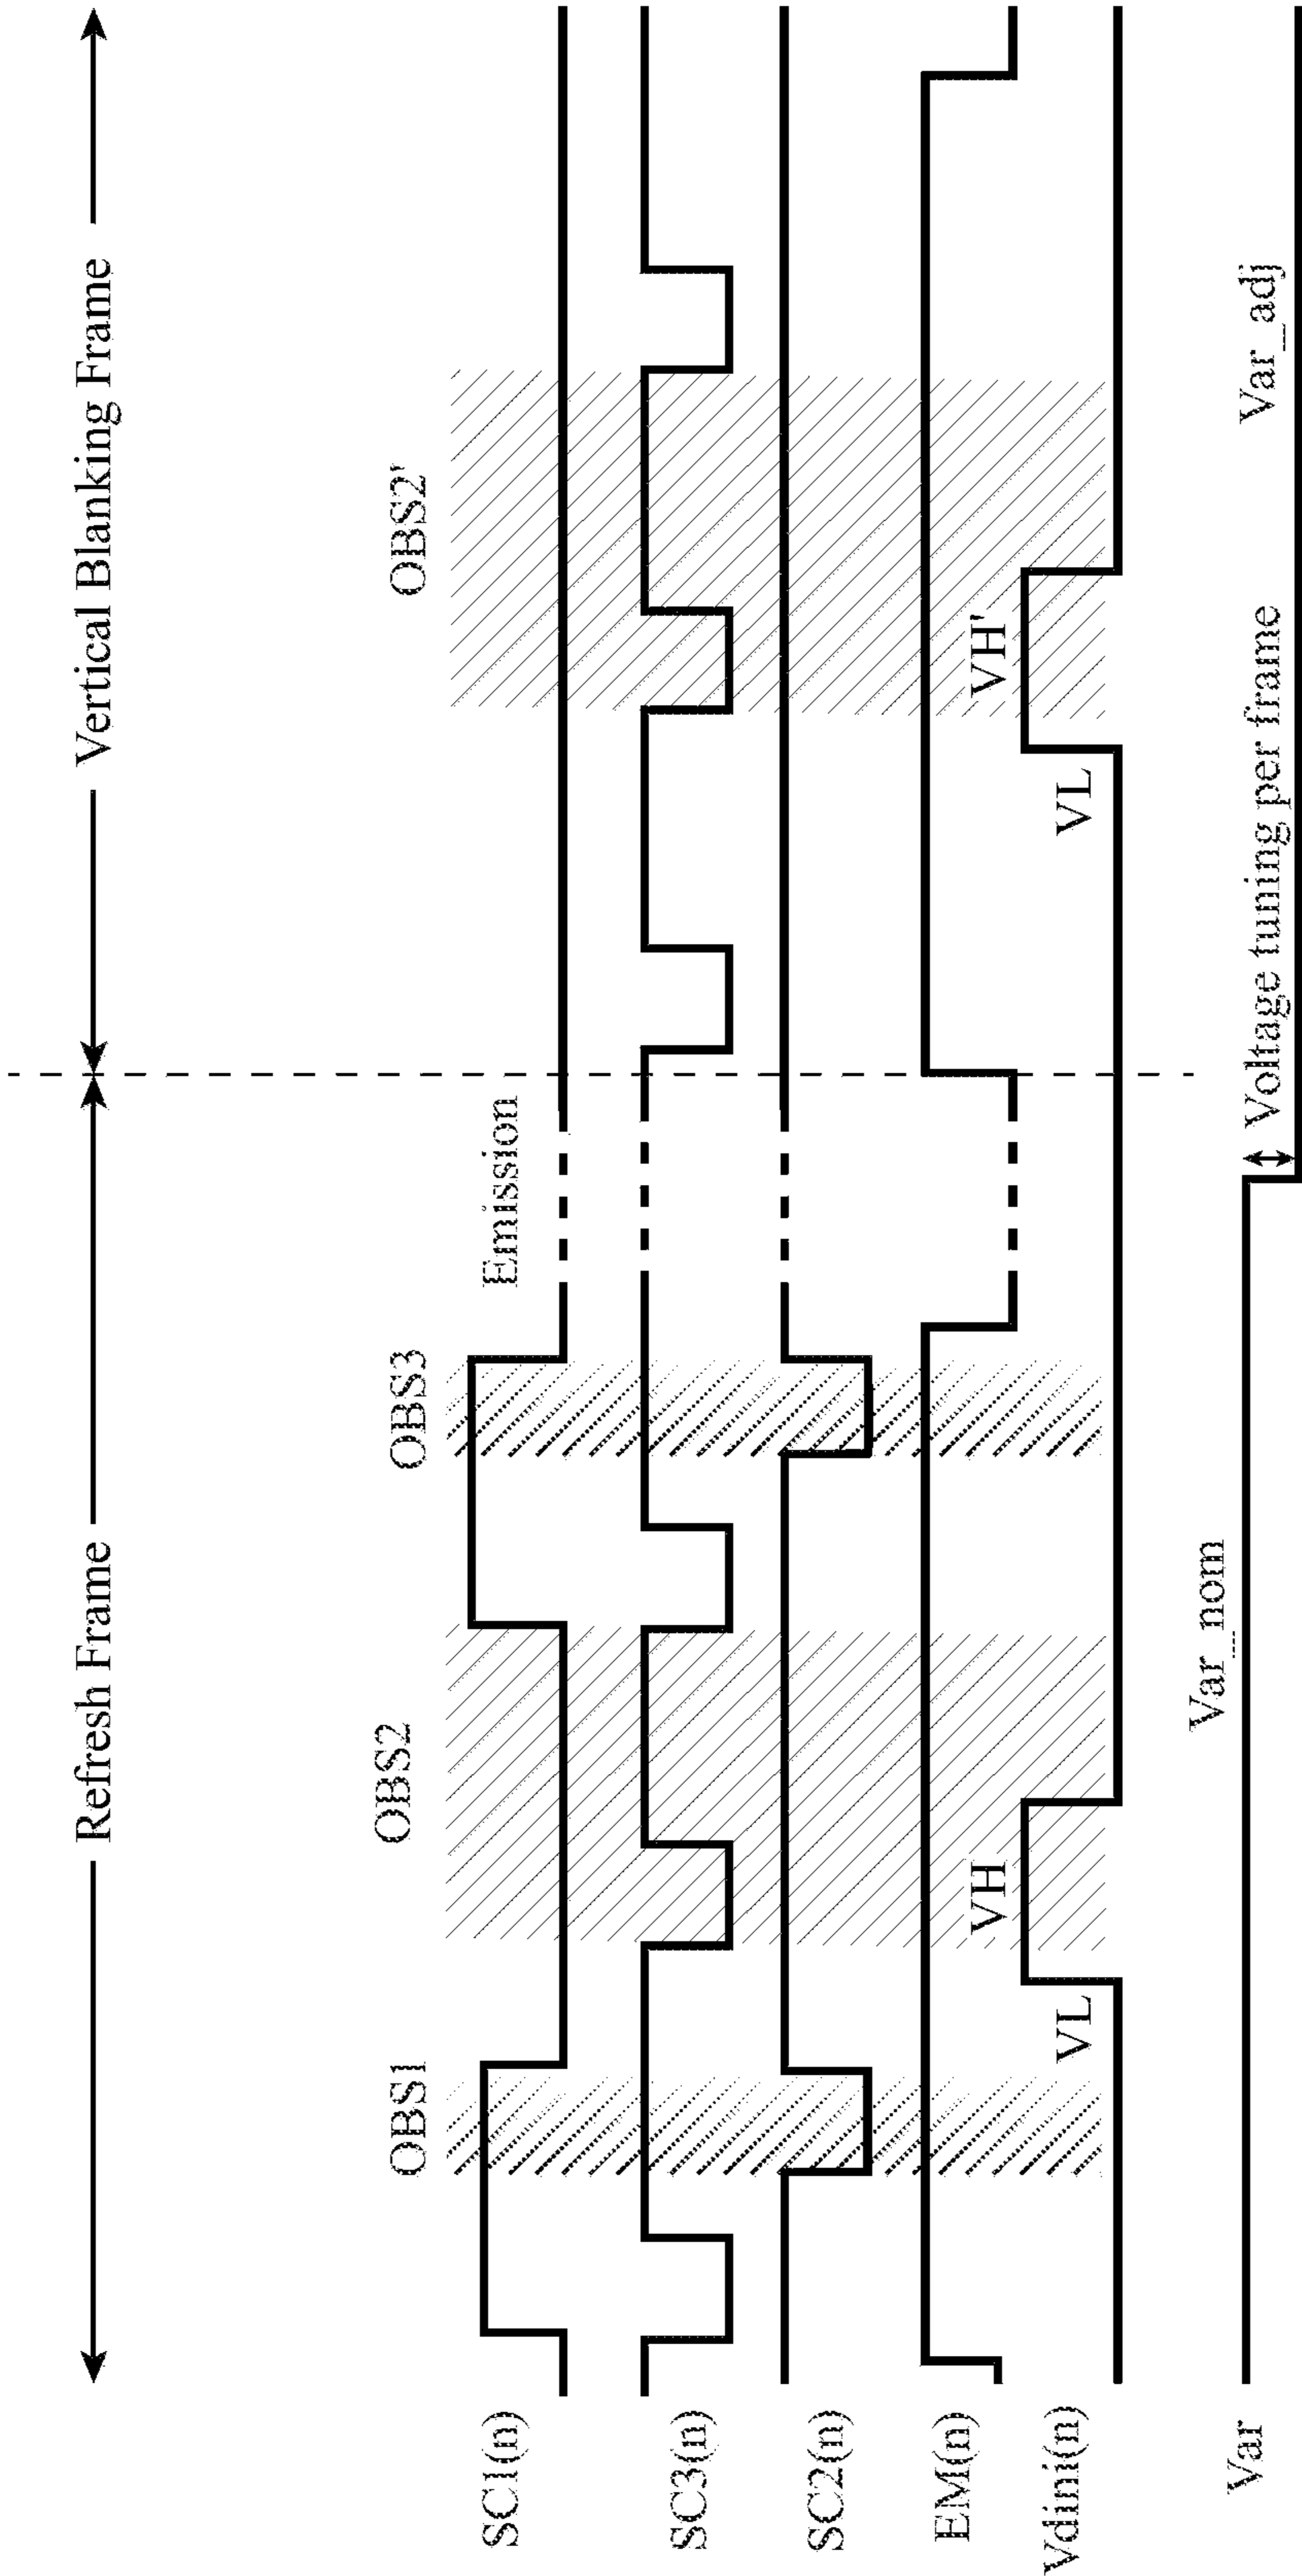 Refresh Frame
Vertical Blanking Frame
OBS1
OBS2
OBS3
Emission
OBS2'
SC1(n)
SC3(n)
SC2(n)
EM(n)
Vdini(n)
VL
VH
VL
VH'
Var
Var_nom
Voltage tuning per frame
Var_adj